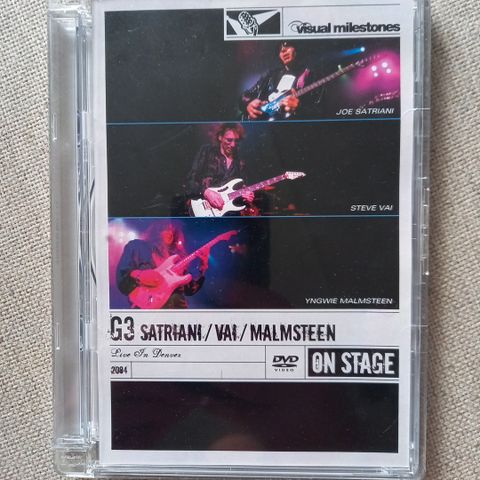 visual milestones
JOE SATRIANI
STEVE VAI
YNGWIE MALMSTEEN
G3 SATRIANI / VAI / MALMSTEEN
Live In Denver
DVD
VIDEO
ON STAGE
2004